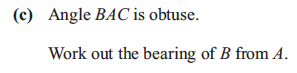 (c) Angle BAC is obtuse.
Work out the bearing of B from A.